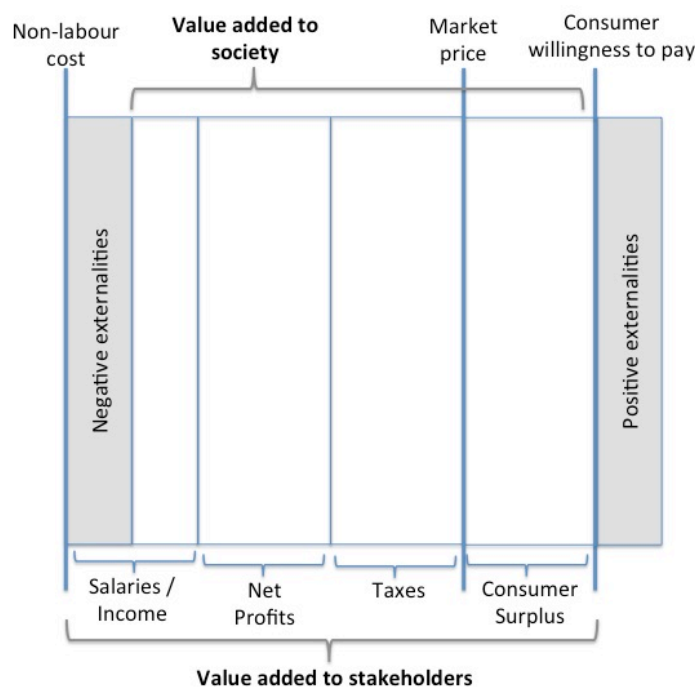 Non-labour
cost
Value added to
society
Market
price
Consumer
willingness to pay
Negative externalities
Positive externalities
Salaries /
Income
Net
Profits
Taxes
Consumer
Surplus
Value added to stakeholders